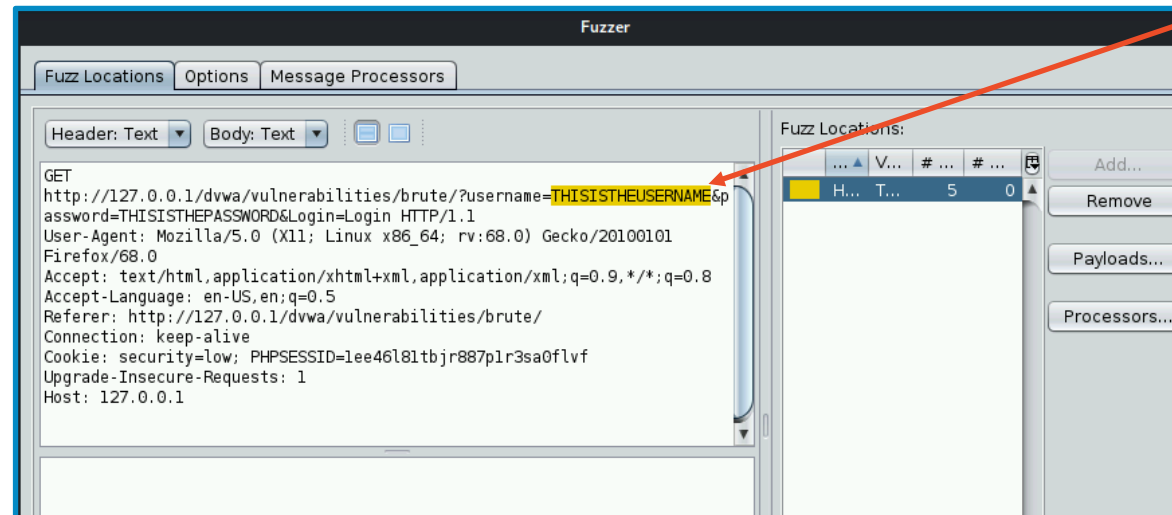 Fuzzer
Fuzz Locations Options Message Processors
Header: Text Body: Text
GET
http://127.0.0.1/dvwa/vulnerabilities/brute/?username=THISISTHEUSERNAME&p
assword=THISISTHEPASSWORD&Login=Login HTTP/1.1
User-Agent: Mozilla/5.0 (X11; Linux x86_64; rv:68.0) Gecko/20100101
Firefox/68.0
Accept: text/html,application/xhtml+xml,application/xml;q=0.9,*/*;q=0.8
Accept-Language: en-US,en;q=0.5
Referer: http://127.0.0.1/dvwa/vulnerabilities/brute/
Connection: keep-alive
Cookie: security=low; PHPSESSID=1ee46l81tbjr887p1r3sa0flvf
Upgrade-Insecure-Requests: 1
Host: 127.0.0.1
Fuzz Locations:
... V... # ... # ...
H... T... 5 0
Add...
Remove
Payloads...
Processors...